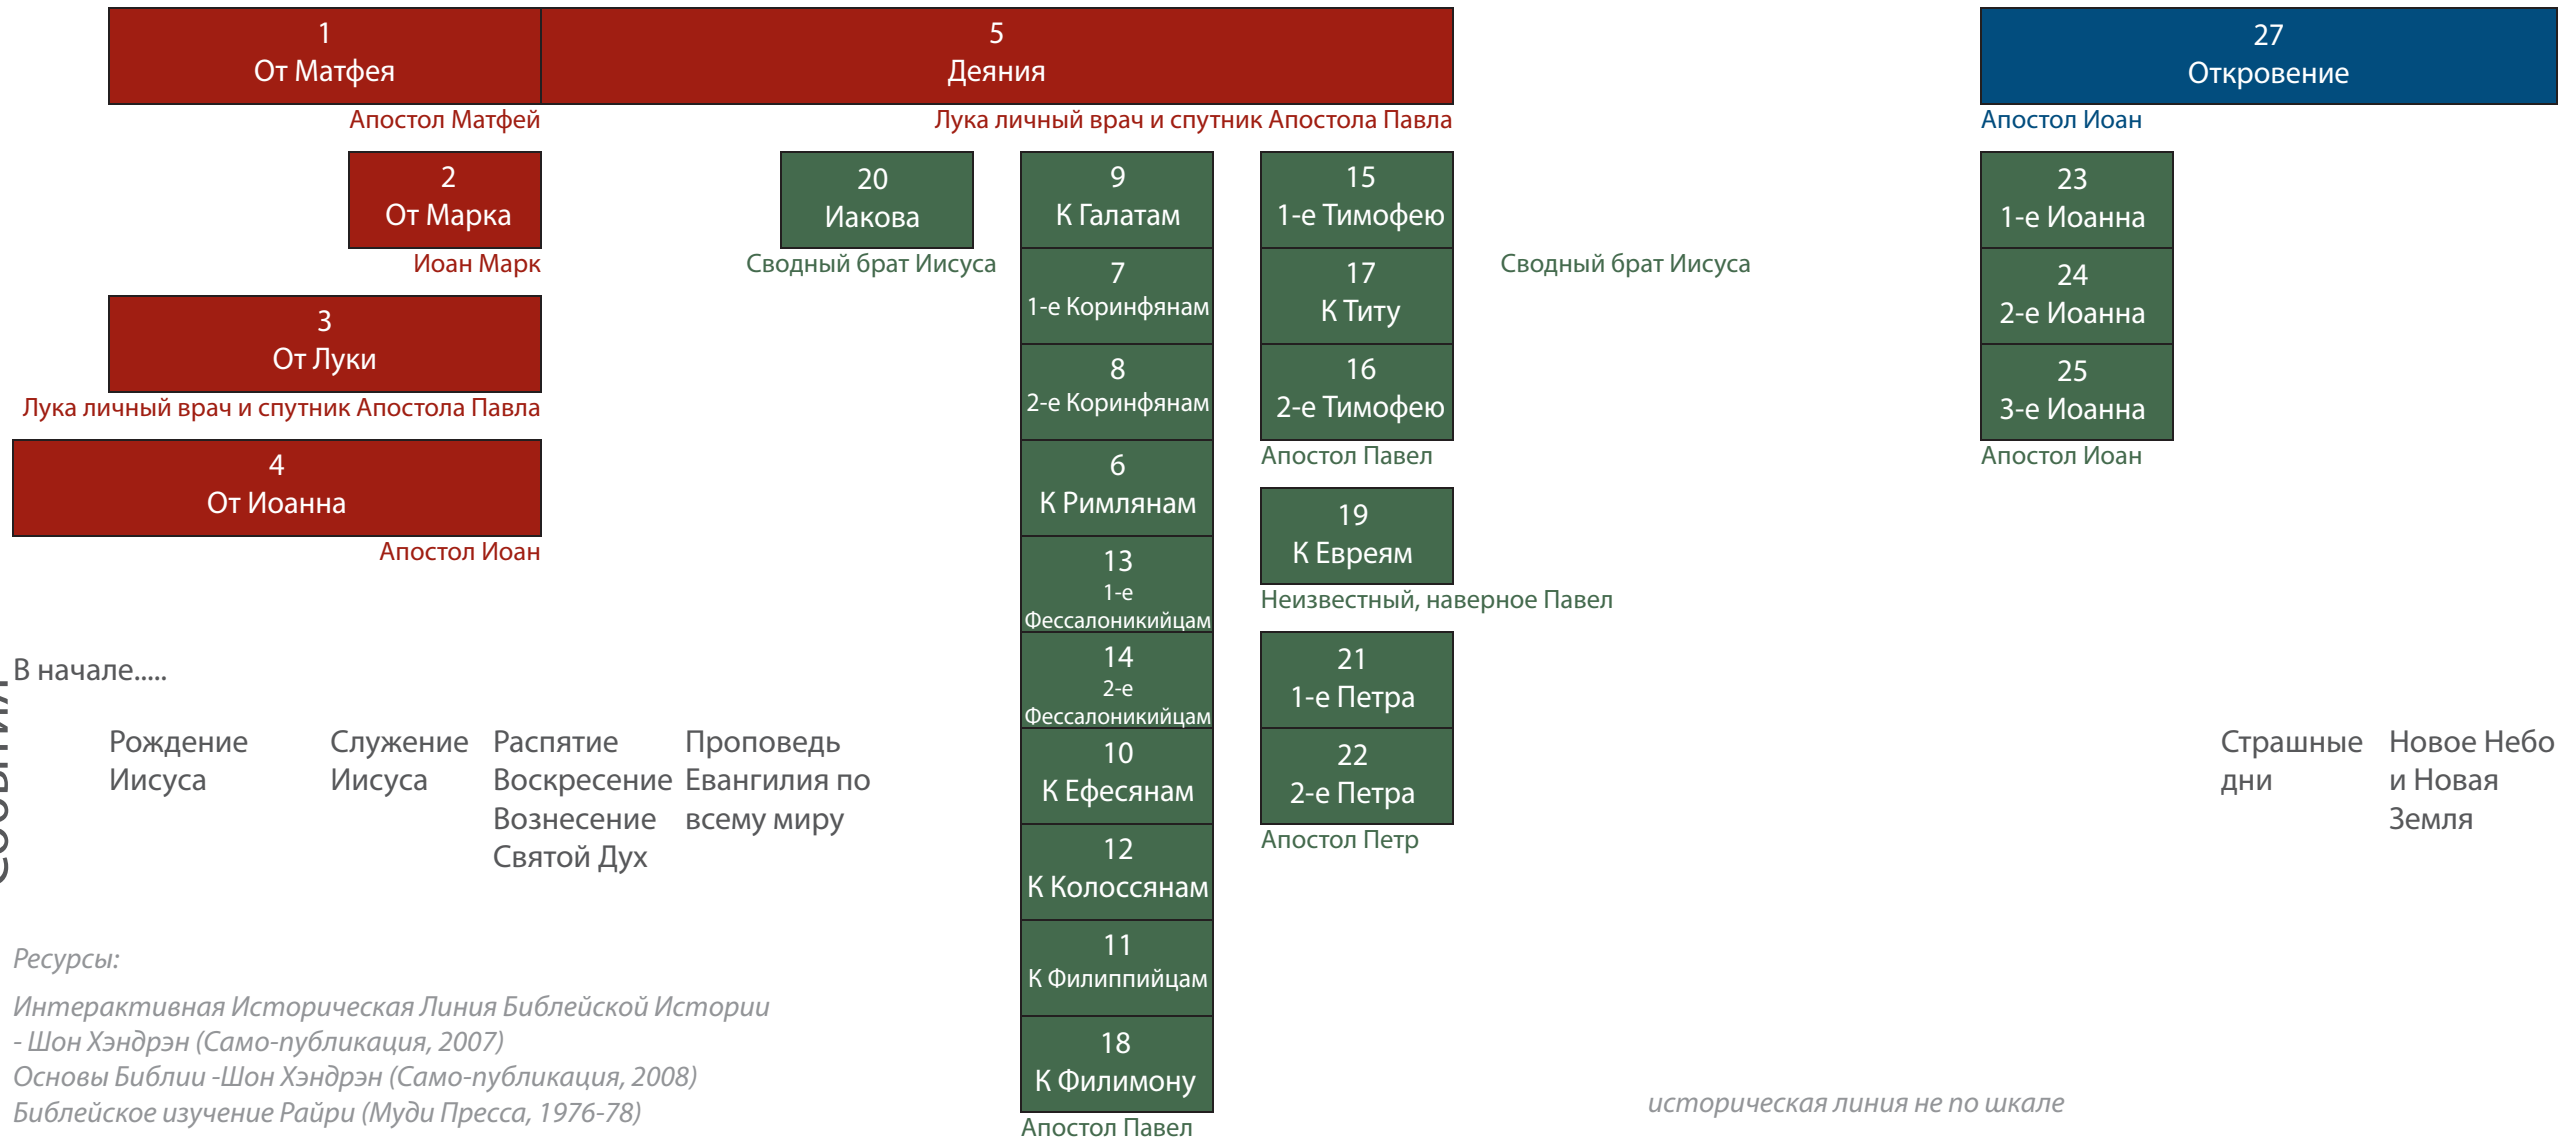 1
От Матфея
5
Деяния
27
Откровение
Апостол Матфей
Лука личный врач и спутник Апостола Павла
Апостол Иоан
2
От Марка
Иоан Марк
3
От Луки
Лука личный врач и спутник Апостола Павла
4
От Иоанна
Апостол Иоан
20
Иакова
Сводный брат Иисуса
9
К Галатам
7
1-е Коринфянам
8
2-е Коринфянам
6
К Римлянам
13
1-е
Фессалоникийцам
14
2-е
Фессалоникийцам
10
К Ефесянам
12
К Колоссянам
11
К Филиппийцам
18
К Филимону
Апостол Павел
15
1-е Тимофею
17
К Титу
16
2-е Тимофею
Апостол Павел
19
К Евреям
Неизвестный, наверное Павел
21
1-е Петра
22
2-е Петра
Апостол Петр
Сводный брат Иисуса
23
1-е Иоанна
24
2-е Иоанна
25
3-е Иоанна
Апостол Иоан
События
В начале.....
Рождение
Иисуса
Служение
Иисуса
Распятие
Воскресение
Вознесение
Святой Дух
Проповедь
Евангилия по
всему миру
Страшные
дни
Новое Небо
и Новая
Земля
Ресурсы:
Интерактивная Историческая Линия Библейской Истории
- Шон Хэндрэн (Само-публикация, 2007)
Основы Библии -Шон Хэндрэн (Само-публикация, 2008)
Библейское изучение Райри (Муди Пресса, 1976-78)
историческая линия не по шкале